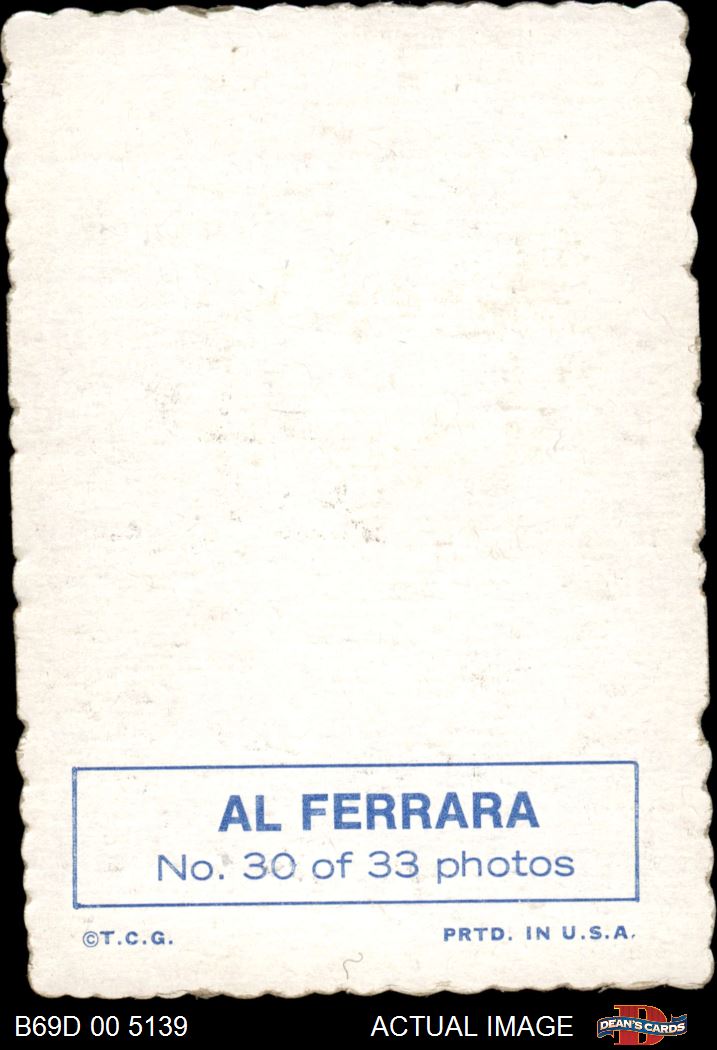 AL FERRARA
No. 30 of 33 photos
©T.C.G. PRTD. IN U.S.A.
B69D 00 5139 ACTUAL IMAGE D DEAN'S CARDS